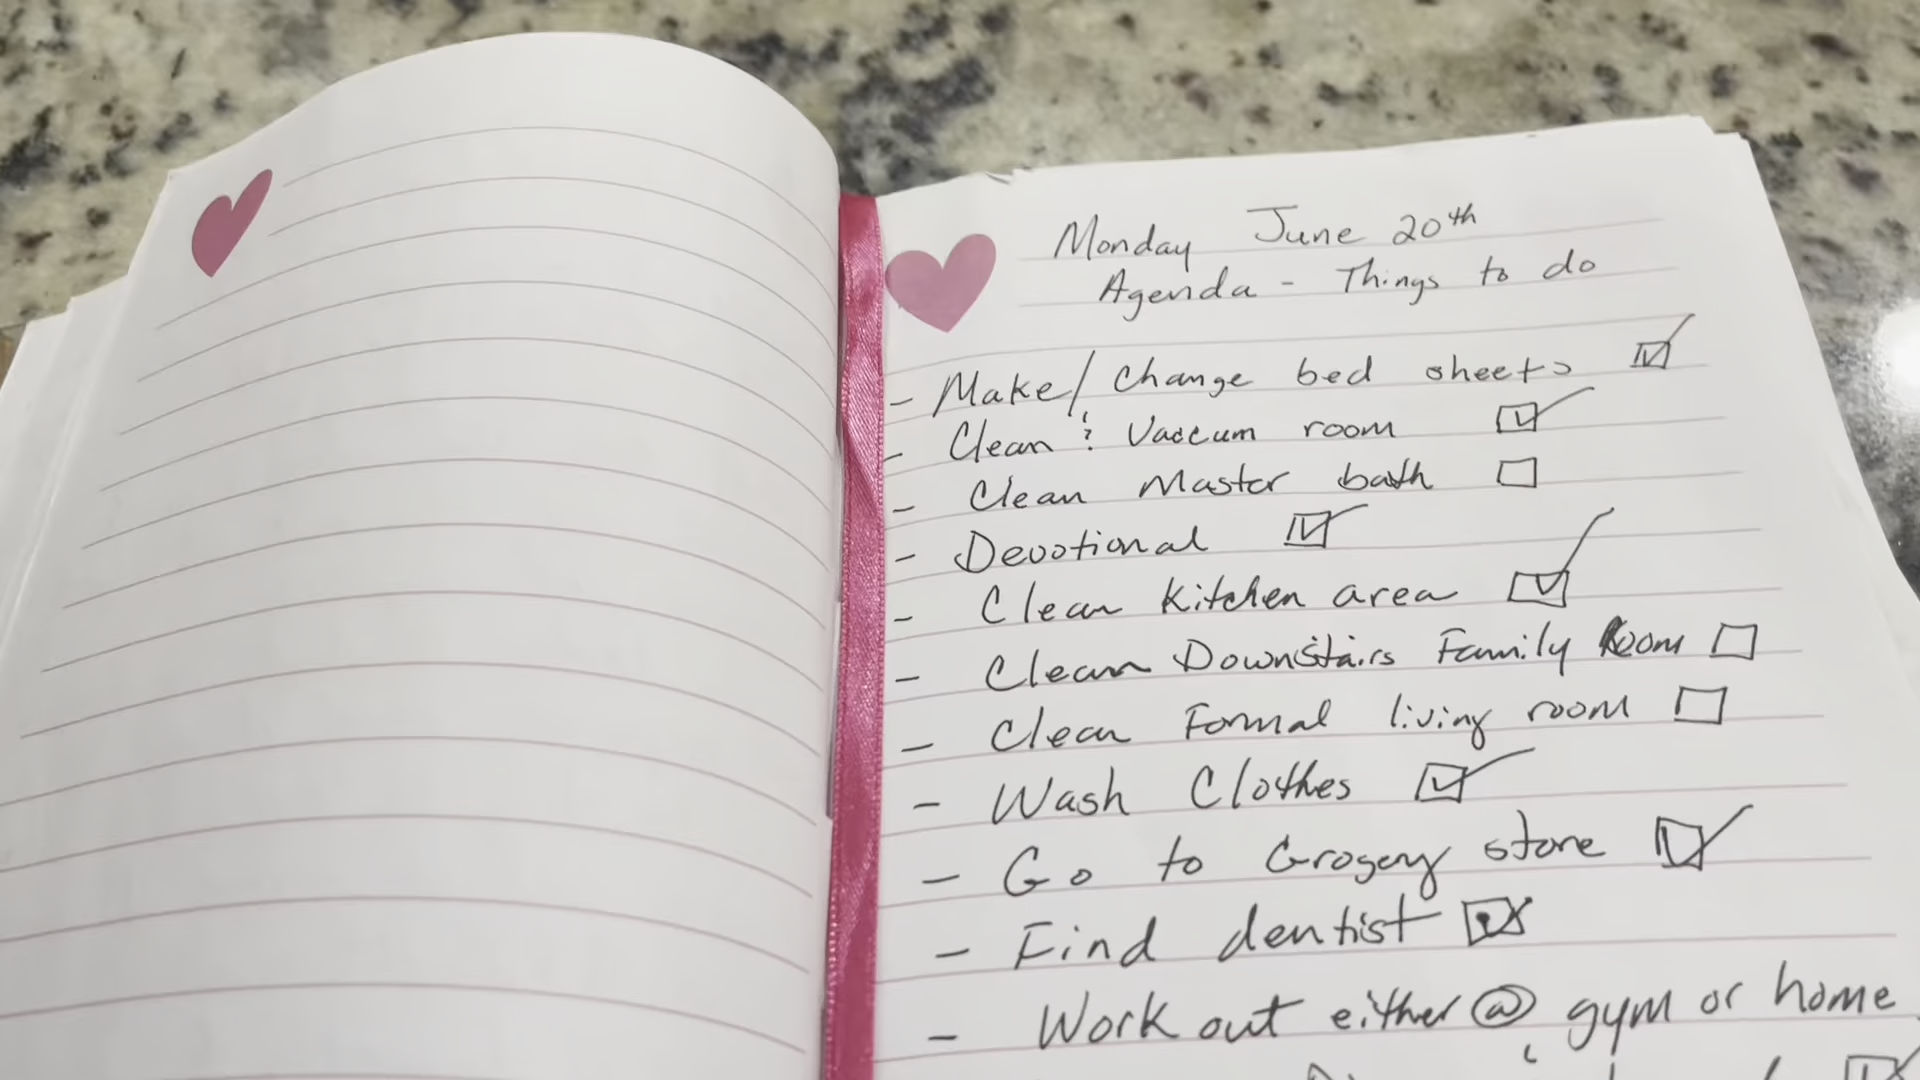 Monday June 20th
Agenda - Things to do
- Make/Change bed sheets ☑
- Clean & Vaccum room ☑
- Clean Master bath ☐
- Devotional ☑
- Clean Kitchen area ☑
- Clean Downstairs Family Room ☐
- Clean Formal living room ☐
- Wash Clothes ☑
- Go to Grogery store ☑
- Find dentist ☑
- Work out either @ gym or home